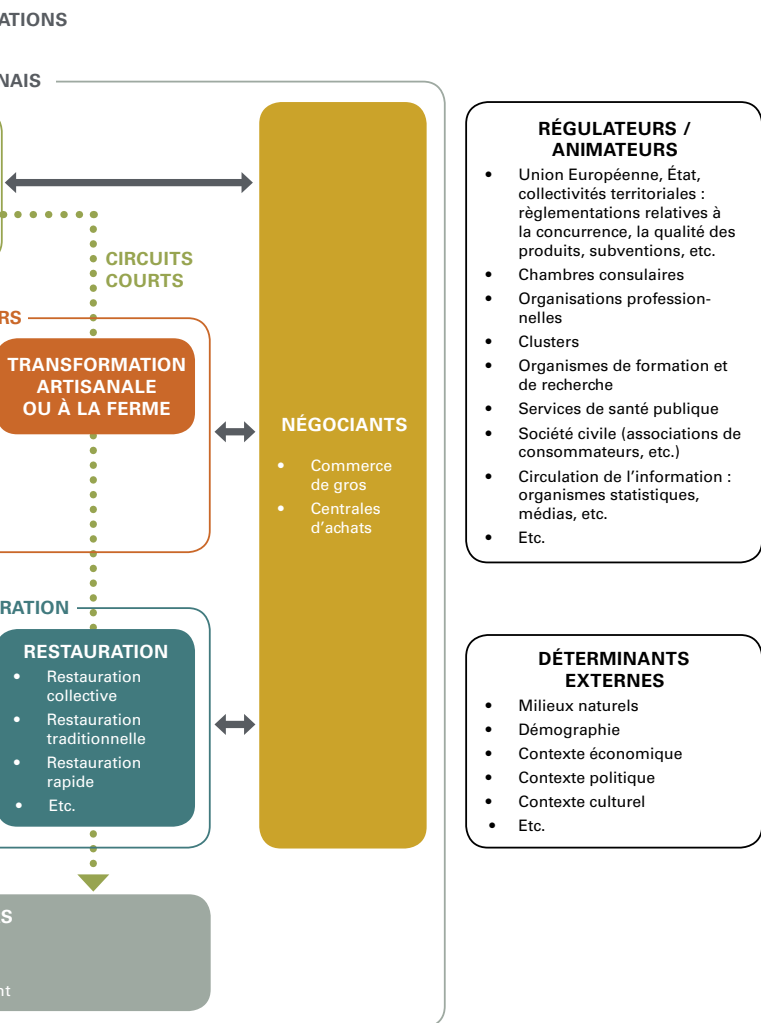 ATIONS
NAIS
CIRCUITS
COURTS
RS
TRANSFORMATION
ARTISANALE
OU À LA FERME
RATION
RESTAURATION
• Restauration
collective
• Restauration
traditionnelle
• Restauration
rapide
• Etc.
S
nt
NÉGOCIANTS
• Commerce
de gros
• Centrales
d’achats
RÉGULATEURS /
ANIMATEURS
• Union Européenne, État,
collectivités territoriales :
règlementations relatives à
la concurrence, la qualité des
produits, subventions, etc.
• Chambres consulaires
• Organisations profession-
nelles
• Clusters
• Organismes de formation et
de recherche
• Services de santé publique
• Société civile (associations de
consommateurs, etc.)
• Circulation de l’information :
organismes statistiques,
médias, etc.
• Etc.
DÉTERMINANTS
EXTERNES
• Milieux naturels
• Démographie
• Contexte économique
• Contexte politique
• Contexte culturel
• Etc.